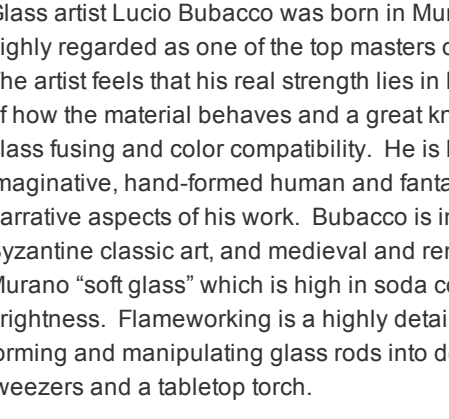 Glass artist Lucio Bubacco was born in Mur
ighly regarded as one of the top masters o
he artist feels that his real strength lies in
f how the material behaves and a great kn
lass fusing and color compatibility. He is
maginative, hand-formed human and fanta
arrative aspects of his work. Bubacco is in
yzantine classic art, and medieval and ren
Murano “soft glass” which is high in soda co
rightness. Flameworking is a highly detai
orming and manipulating glass rods into de
weezers and a tabletop torch.